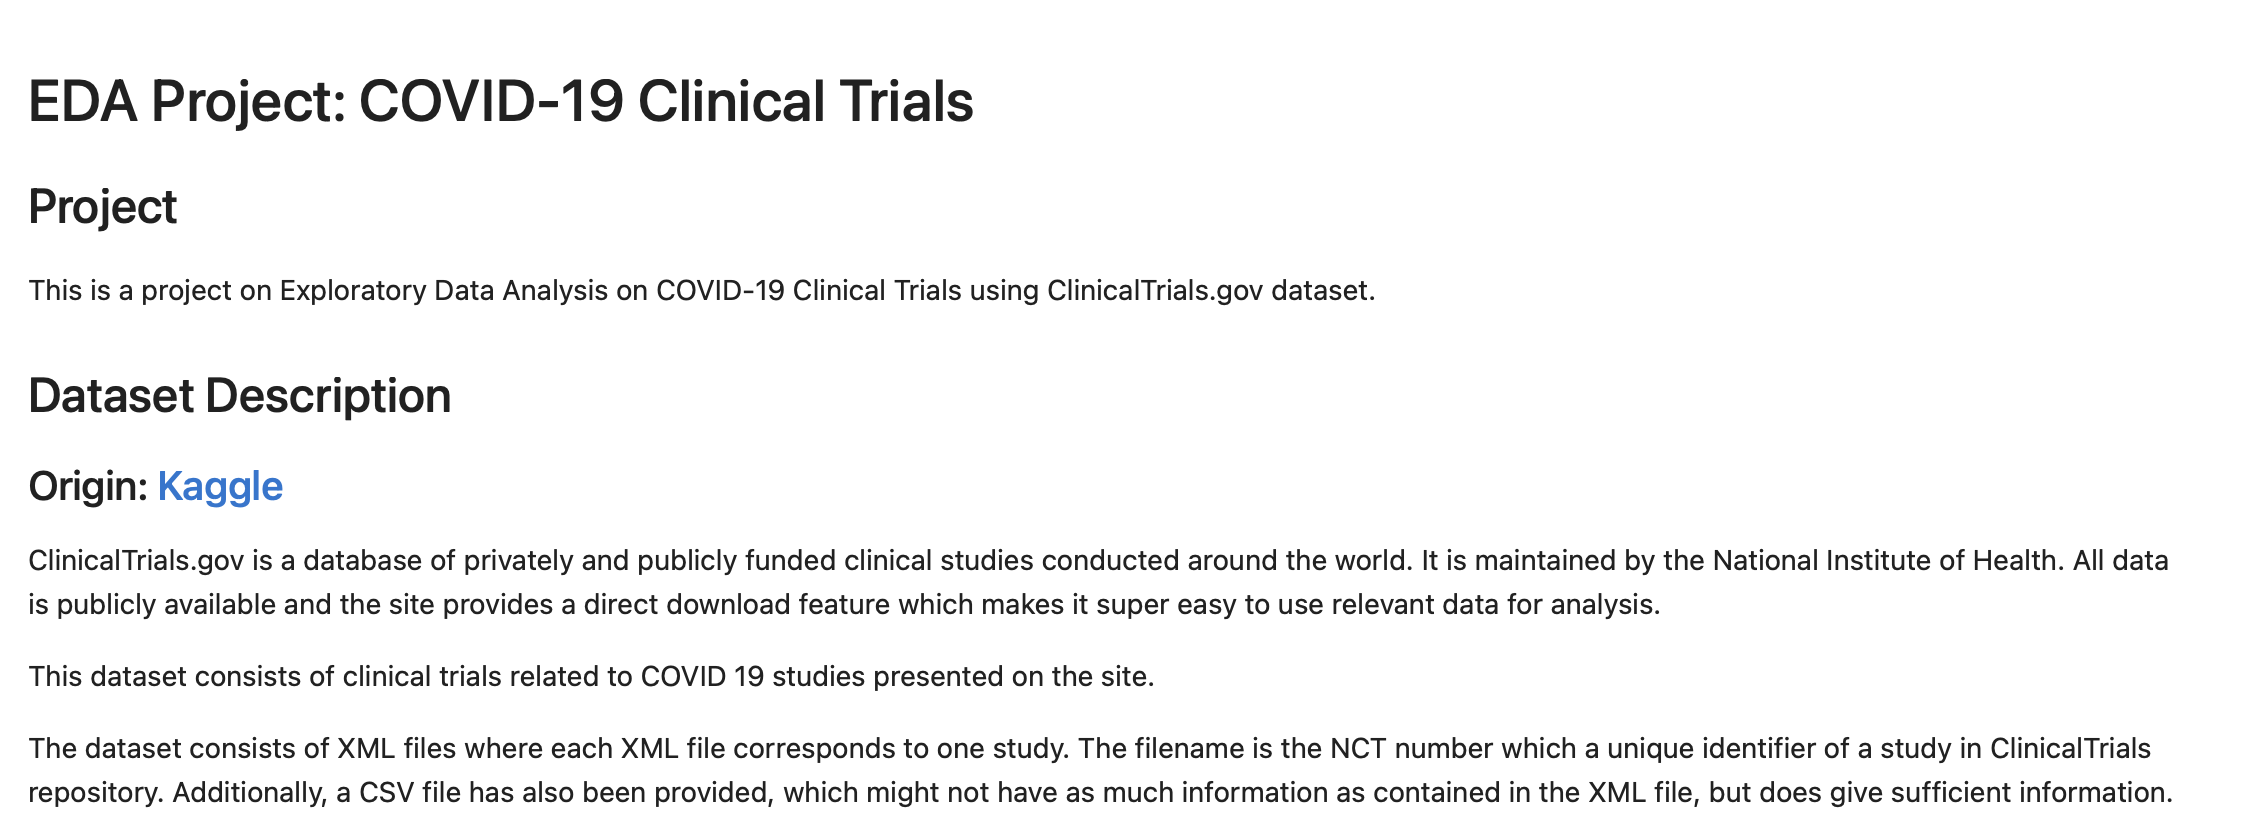 EDA Project: COVID-19 Clinical Trials
Project
This is a project on Exploratory Data Analysis on COVID-19 Clinical Trials using ClinicalTrials.gov dataset.
Dataset Description
Origin: Kaggle
ClinicalTrials.gov is a database of privately and publicly funded clinical studies conducted around the world. It is maintained by the National Institute of Health. All data
is publicly available and the site provides a direct download feature which makes it super easy to use relevant data for analysis.
This dataset consists of clinical trials related to COVID 19 studies presented on the site.
The dataset consists of XML files where each XML file corresponds to one study. The filename is the NCT number which a unique identifier of a study in ClinicalTrials
repository. Additionally, a CSV file has also been provided, which might not have as much information as contained in the XML file, but does give sufficient information.